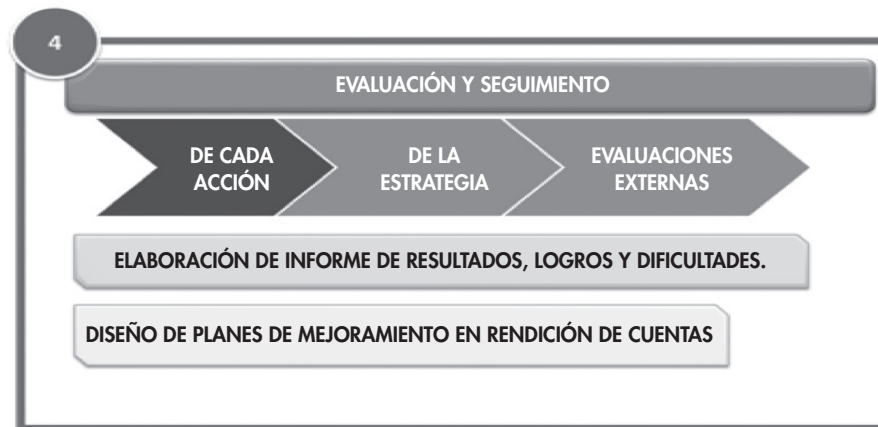 4
EVALUACIÓN Y SEGUIMIENTO
DE CADA
ACCIÓN
DE LA
ESTRATEGIA
EVALUACIONES
EXTERNAS
ELABORACIÓN DE INFORME DE RESULTADOS, LOGROS Y DIFICULTADES.
DISEÑO DE PLANES DE MEJORAMIENTO EN RENDICIÓN DE CUENTAS